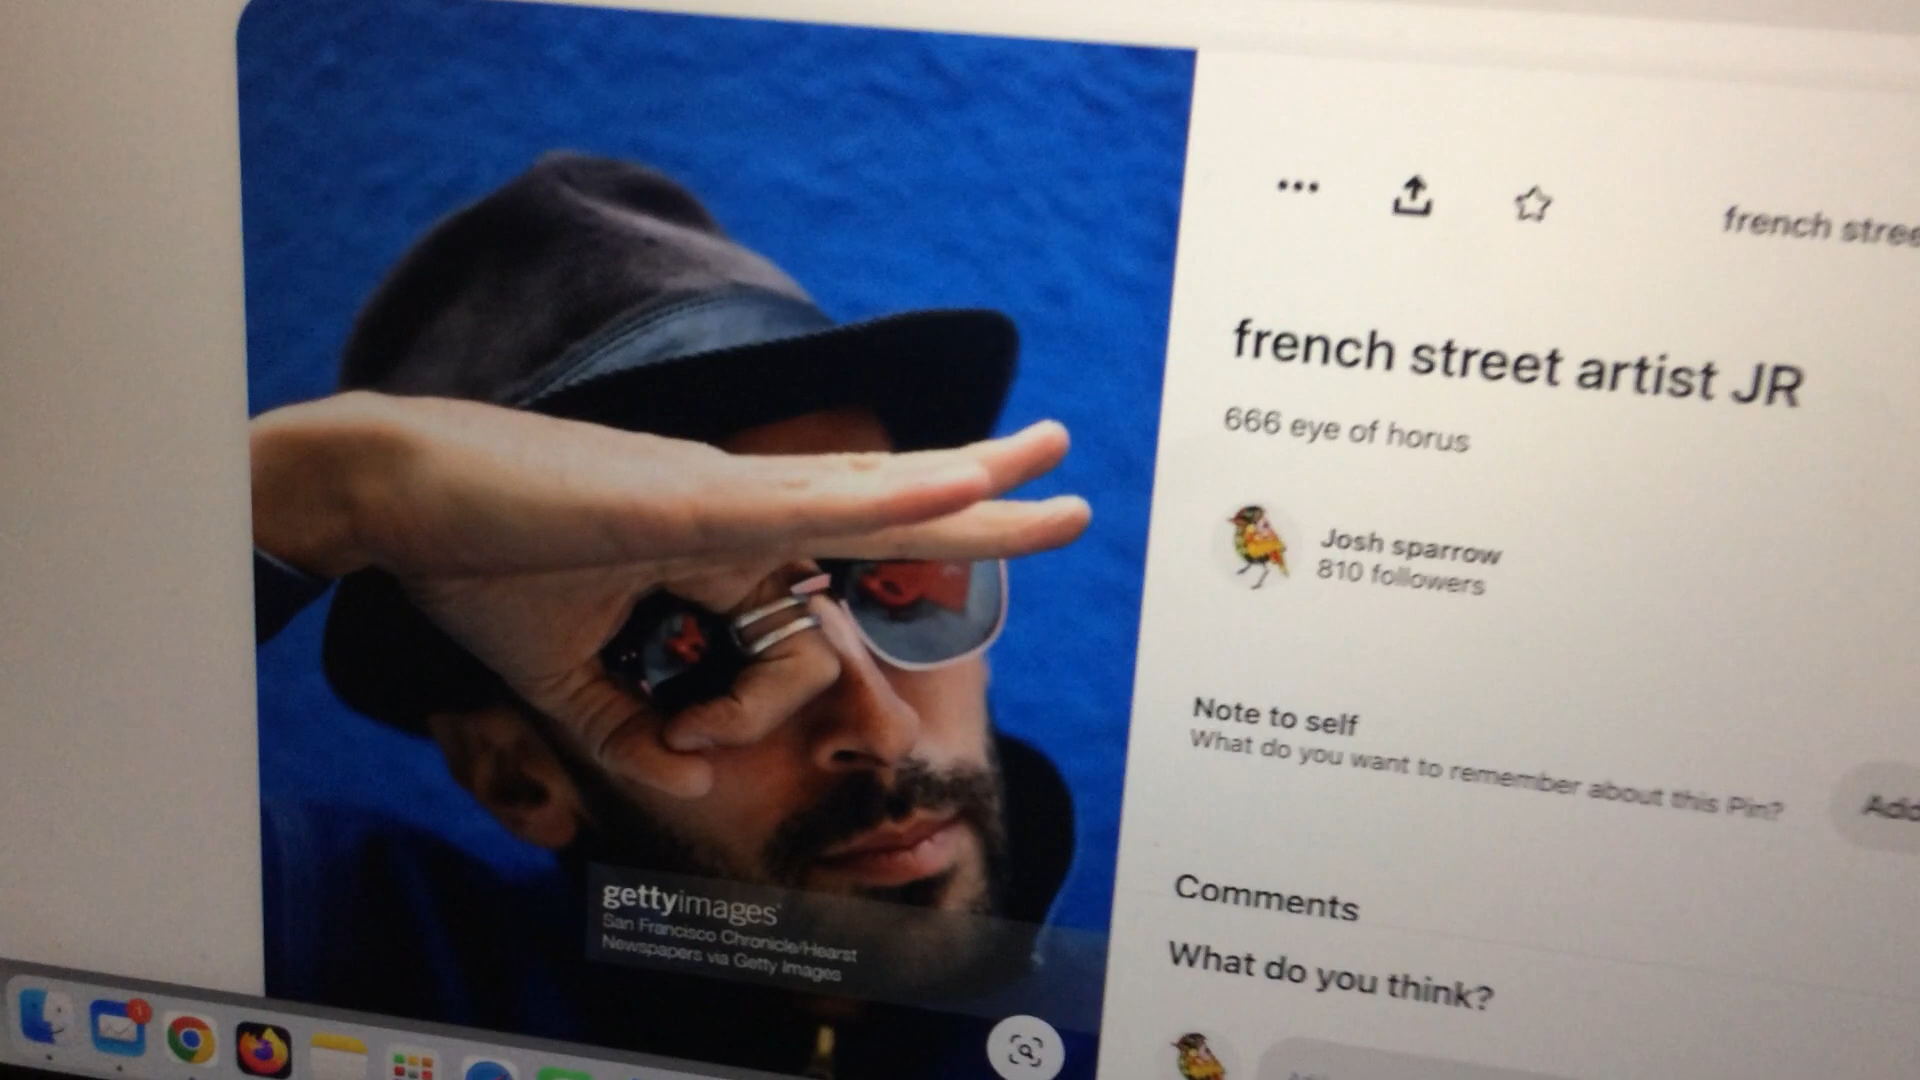 french stree
french street artist JR
666 eye of horus
Josh sparrow
810 followers
Note to self
What do you want to remember about this Pin?
Add
Comments
What do you think?
gettyimages
San Francisco Chronicle/Hearst
Newspapers via Getty Images
1